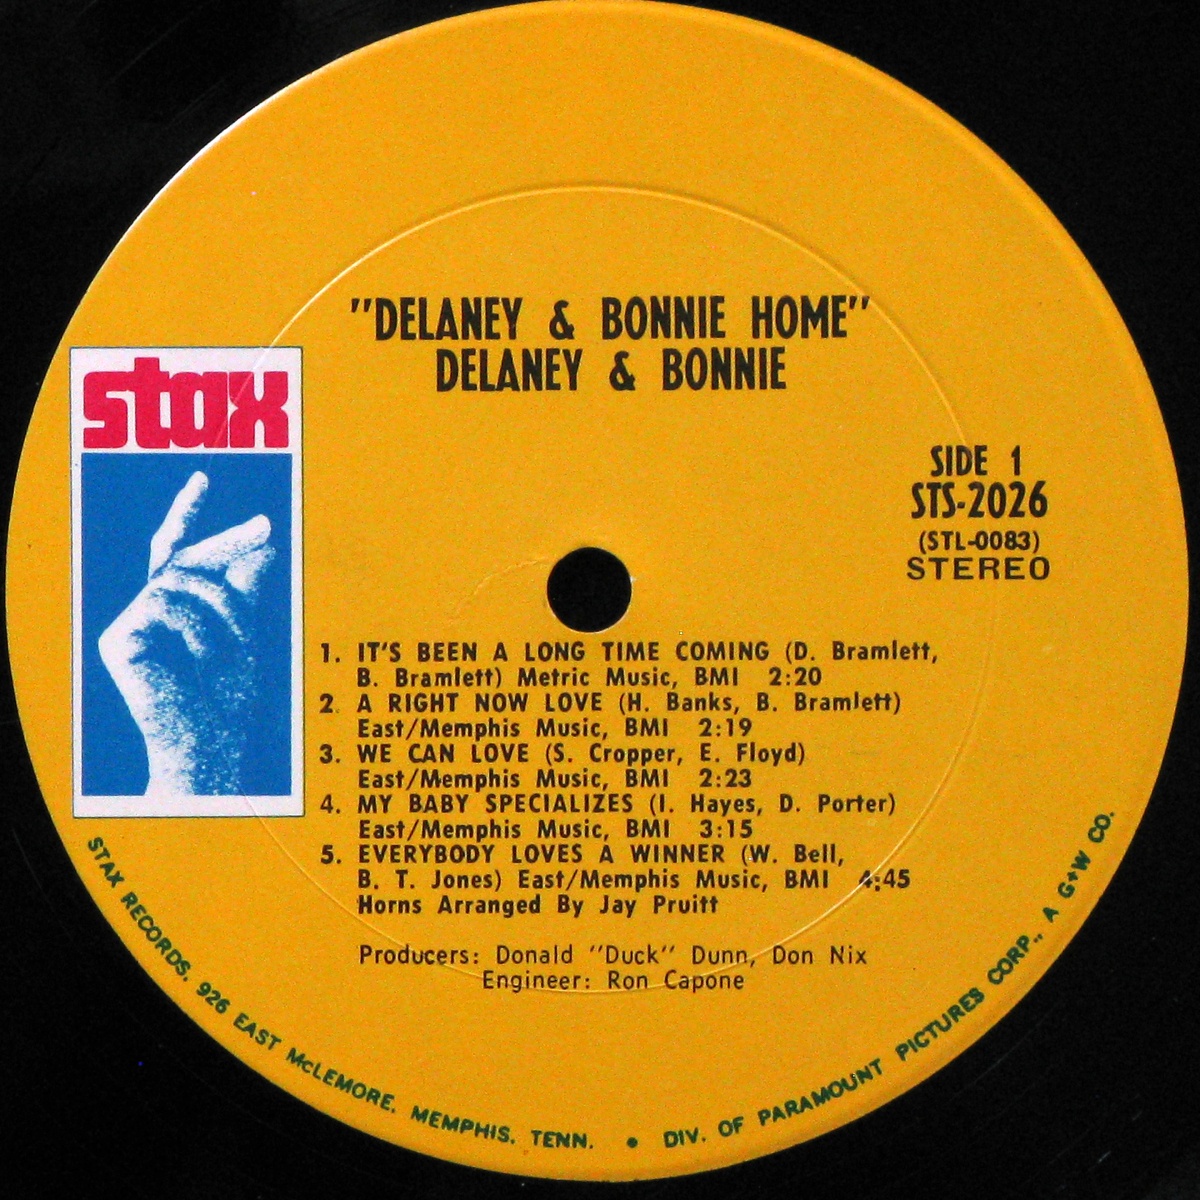 "DELANEY & BONNIE HOME"
DELANEY & BONNIE
stax
SIDE 1
STS-2026
(STL-0083)
STEREO
1. IT'S BEEN A LONG TIME COMING (D. Bramlett,
B. Bramlett) Metric Music, BMI 2:20
2. A RIGHT NOW LOVE (H. Banks, B. Bramlett)
East/Memphis Music, BMI 2:19
3. WE CAN LOVE (S. Cropper, E. Floyd)
East/Memphis Music, BMI 2:23
4. MY BABY SPECIALIZES (I. Hayes, D. Porter)
East/Memphis Music, BMI 3:15
5. EVERYBODY LOVES A WINNER (W. Bell,
B. T. Jones) East/Memphis Music, BMI 4:45
Horns Arranged By Jay Pruitt
Producers: Donald "Duck" Dunn, Don Nix
Engineer: Ron Capone
STAX RECORDS, 926 EAST McLEMORE, MEMPHIS, TENN. • DIV. OF PARAMOUNT PICTURES CORP., A G+W CO.